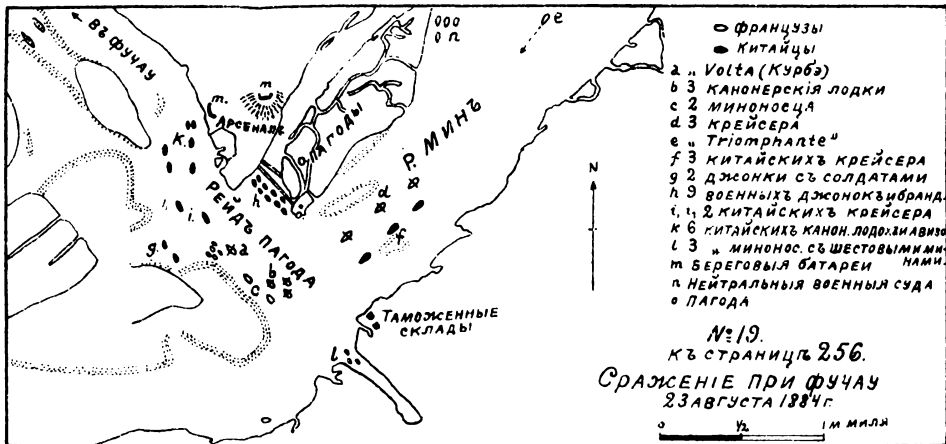 Въ Фучау
е
n
m
m.
Арсеналъ
о. Пагоды
Р. Минъ
k.
h
d
f
i,
i.
Рейдъ Пагода
g
а
b
c
Таможенные
склады
l
N
Французы
Китайцы
a „ Volta (Курбэ)
b 3 канонерскія лодки
c 2 миноносца
d 3 крейсера
e „ Triomphante“
f 3 китайскихъ крейсера
g 2 джонки съ солдатами
h 9 военныхъ джонокъ и бранд.
i, i, 2 китайскихъ крейсера
k 6 китайскихъ канон. лодок и авизо
l 3 „ минонос. съ шестовыми минами.
m Береговыя батареи
n Нейтральныя военныя суда
o Пагода
№ 19.
къ страницѣ 256.
Сраженіе при Фучау
23 августа 1884 г.
0 1/2 1 м миля